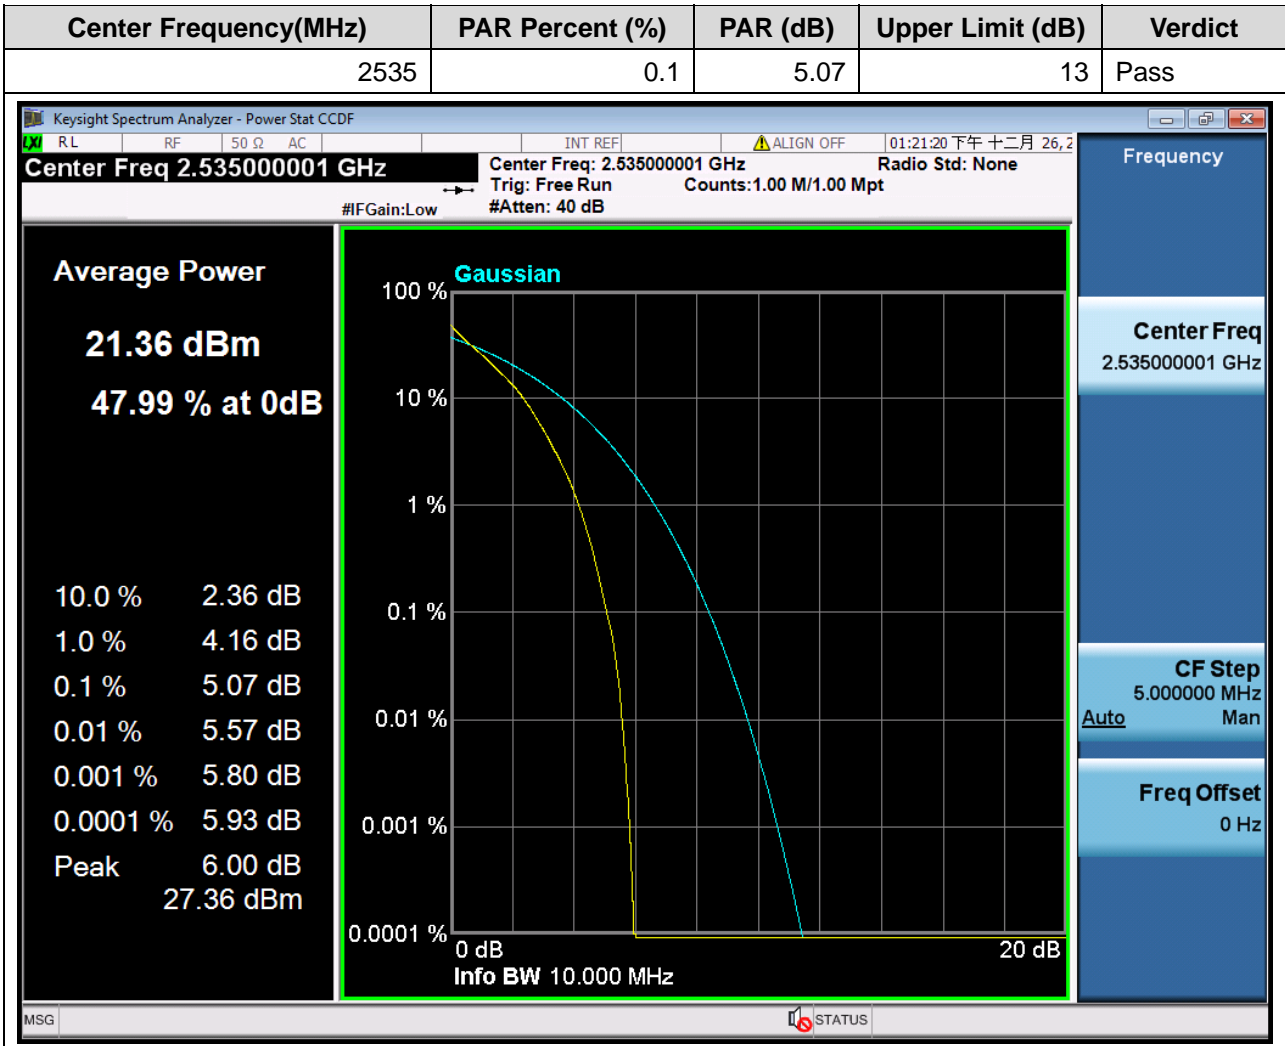 Center Frequency(MHz) PAR Percent (%) PAR (dB) Upper Limit (dB) Verdict
2535 0.1 5.07 13 Pass
Keysight Spectrum Analyzer - Power Stat CCDF
LXI RL RF 50 Ω AC INT REF ALIGN OFF 01:21:20 下午 十二月 26, 2
Center Freq 2.535000001 GHz
Center Freq: 2.535000001 GHz Radio Std: None
Trig: Free Run Counts:1.00 M/1.00 Mpt
#IFGain:Low #Atten: 40 dB
Average Power
21.36 dBm
47.99 % at 0dB
10.0 % 2.36 dB
1.0 % 4.16 dB
0.1 % 5.07 dB
0.01 % 5.57 dB
0.001 % 5.80 dB
0.0001 % 5.93 dB
Peak 6.00 dB
27.36 dBm
Gaussian
100 %
10 %
1 %
0.1 %
0.01 %
0.001 %
0.0001 %
0 dB 20 dB
Info BW 10.000 MHz
Frequency
Center Freq
2.535000001 GHz
CF Step
5.000000 MHz
Auto Man
Freq Offset
0 Hz
MSG STATUS